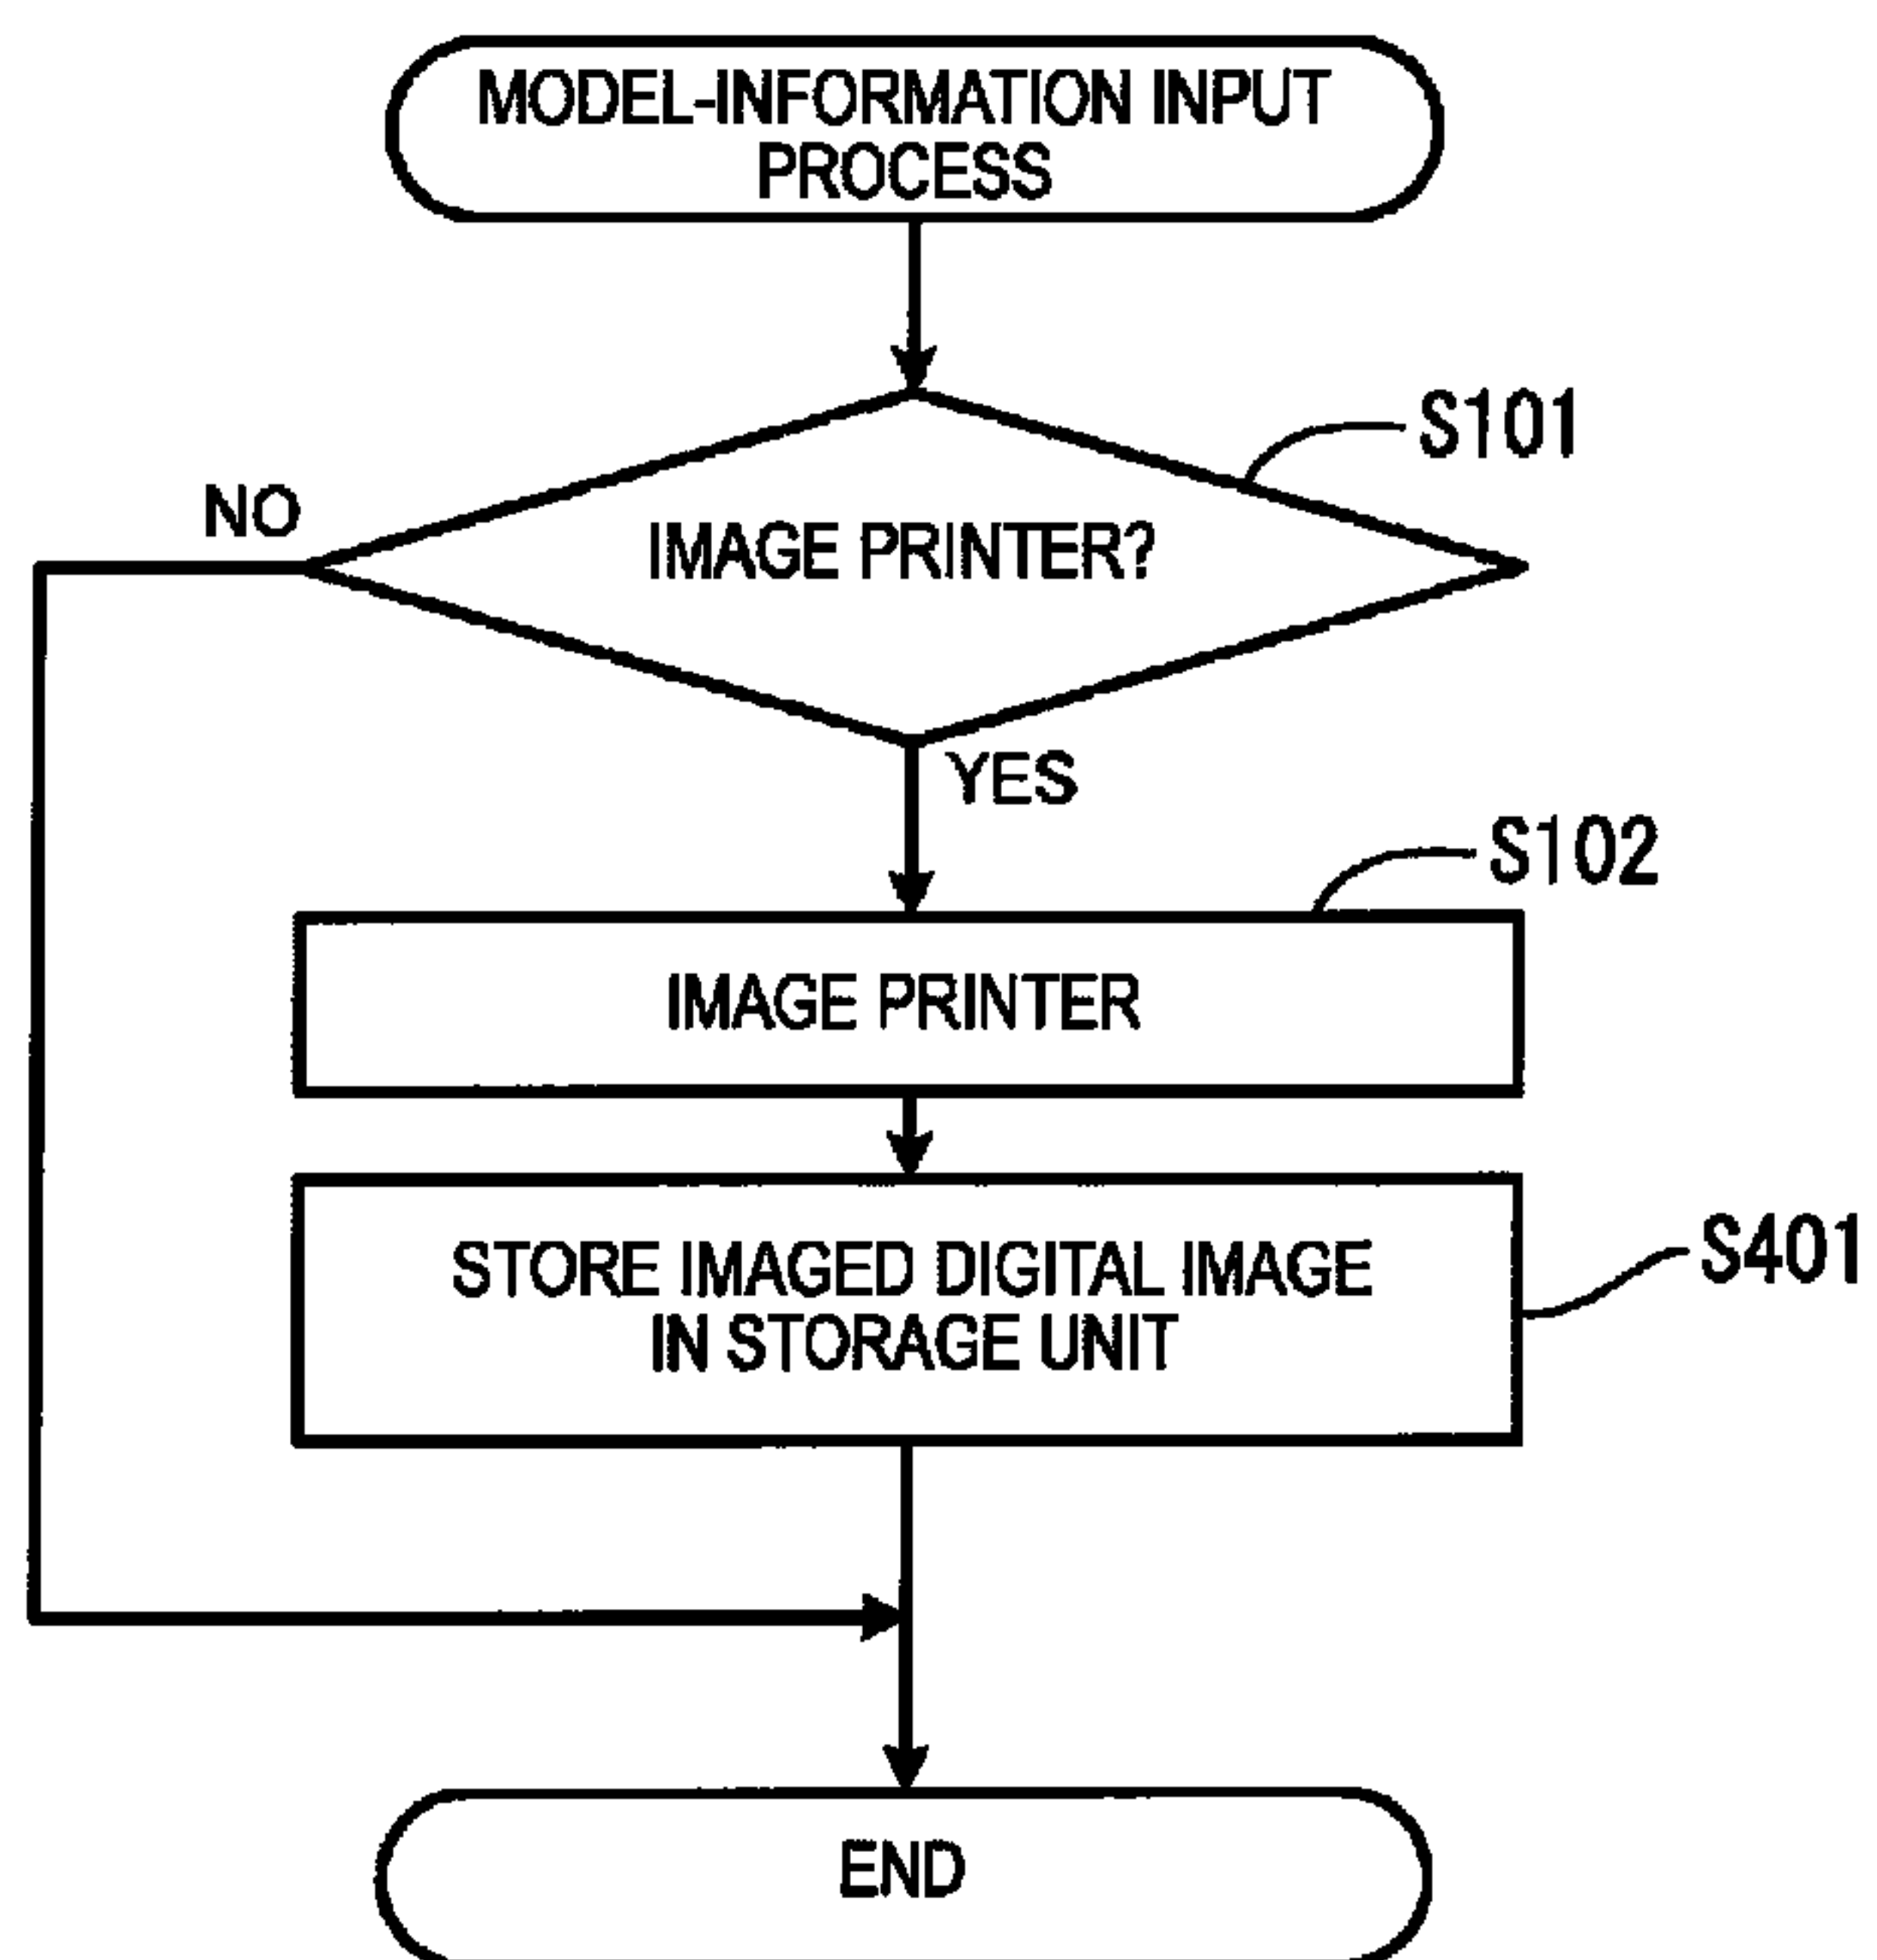 MODEL-INFORMATION INPUT
PROCESS
S101
NO
IMAGE PRINTER?
YES
S102
IMAGE PRINTER
STORE IMAGED DIGITAL IMAGE
IN STORAGE UNIT
S401
END